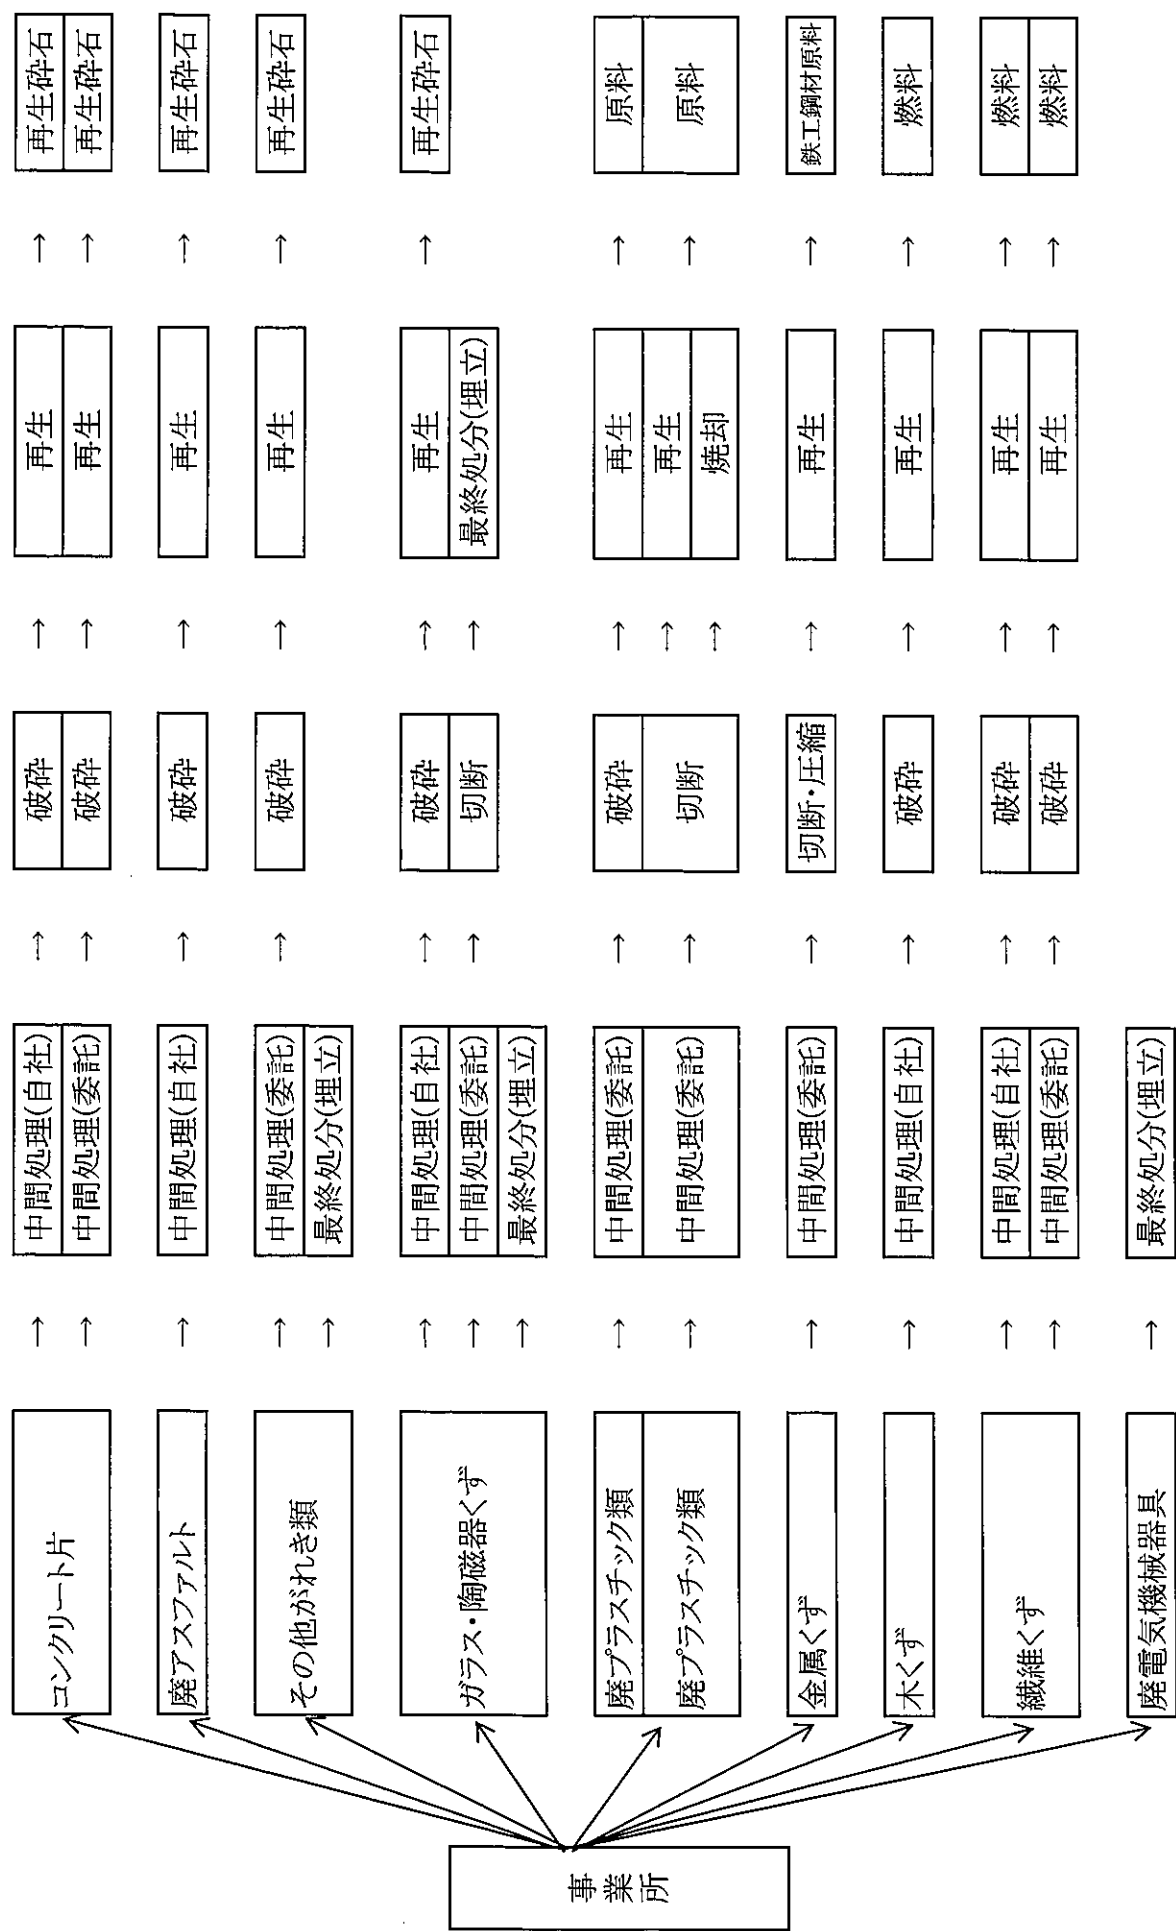 事業所
コンクリート片
→ 中間処理(自社) → 破砕 → 再生 → 再生砕石
→ 中間処理(委託) → 破砕 → 再生 → 再生砕石
廃アスファルト → 中間処理(自社) → 破砕 → 再生 → 再生砕石
その他がれき類
→ 中間処理(委託) → 破砕 → 再生 → 再生砕石
→ 最終処分(埋立)
ガラス・陶磁器くず
→ 中間処理(自社) → 破砕 → 再生 → 再生砕石
→ 中間処理(委託) → 切断 → 最終処分(埋立)
→ 最終処分(埋立)
廃プラスチック類 → 中間処理(委託) → 破砕 → 再生 → 原料
廃プラスチック類 → 中間処理(委託) → 切断 → 再生 → 原料
→ 焼却
金属くず → 中間処理(委託) → 切断・圧縮 → 再生 → 鉄工鋼材原料
木くず → 中間処理(自社) → 破砕 → 再生 → 燃料
繊維くず
→ 中間処理(自社) → 破砕 → 再生 → 燃料
→ 中間処理(委託) → 破砕 → 再生 → 燃料
廃電気機械器具 → 最終処分(埋立)